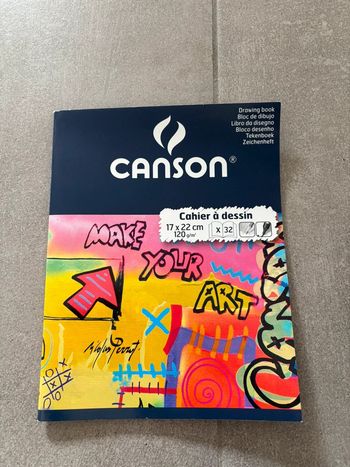 Drawing book
Bloc de dibujo
Libro da disegno
Bloco desenho
Tekenboek
Zeichenheft
CANSON®
Cahier à dessin
17 x 22 cm
120 g/m²
x 32
MAKE
YOUR
ART